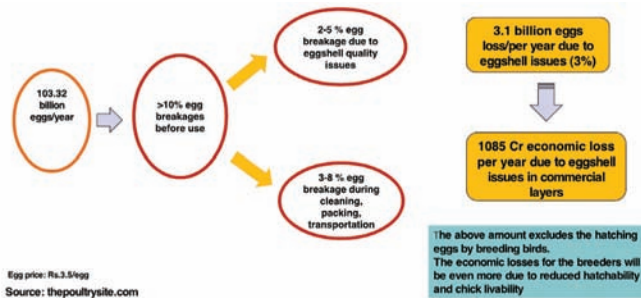 103.32
billion
eggs/year
>10% egg
breakages
before use
2-5 % egg
breakage due to
eggshell quality
issues
3-8 % egg
breakage during
cleaning,
packing,
transportation
3.1 billion eggs
loss/per year due to
eggshell issues (3%)
1085 Cr economic loss
per year due to eggshell
issues in commercial
layers
The above amount excludes the hatching
eggs by breeding birds.
The economic losses for the breeders will
be even more due to reduced hatchability
and chick livability
Egg price: Rs.3.5/egg
Source: thepoultrysite.com